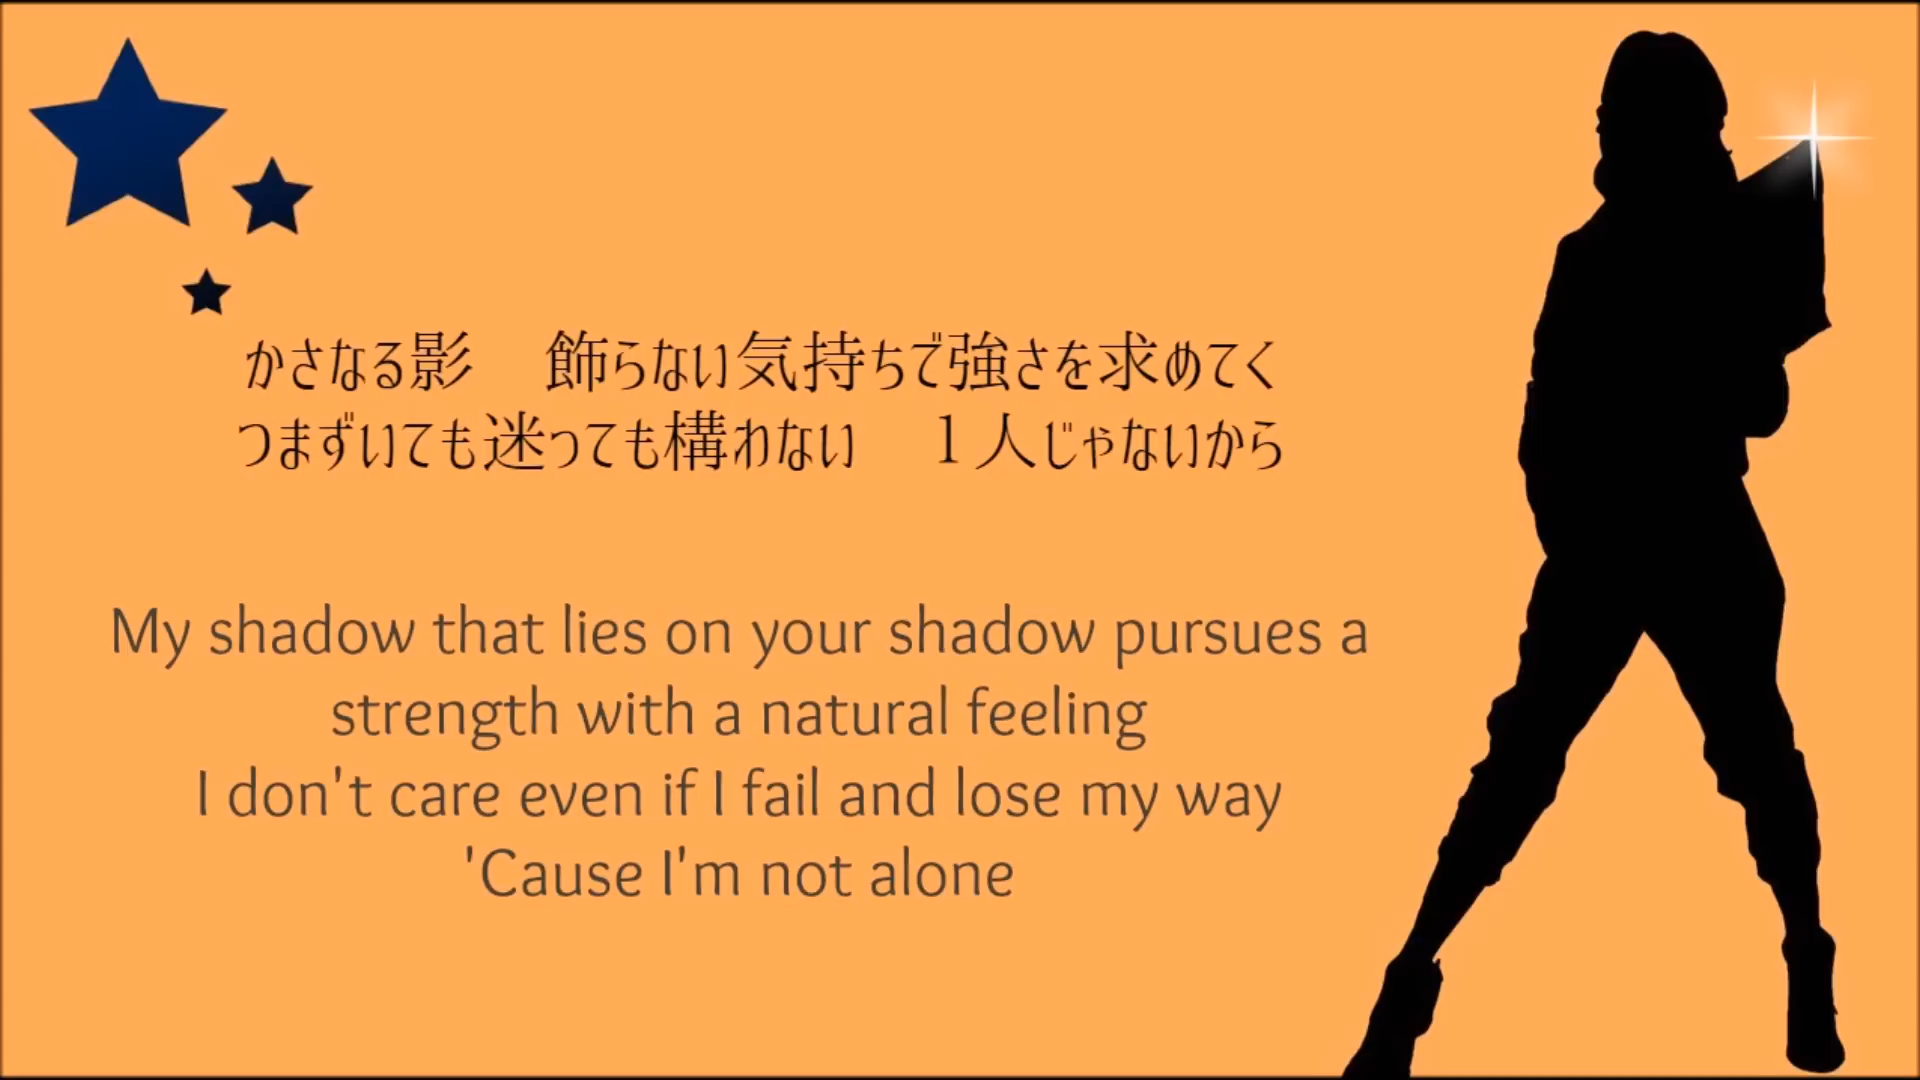 かさなる影　飾らない気持ちで強さを求めてく
つまずいても迷っても構わない　１人じゃないから
My shadow that lies on your shadow pursues a
strength with a natural feeling
I don't care even if I fail and lose my way
'Cause I'm not alone